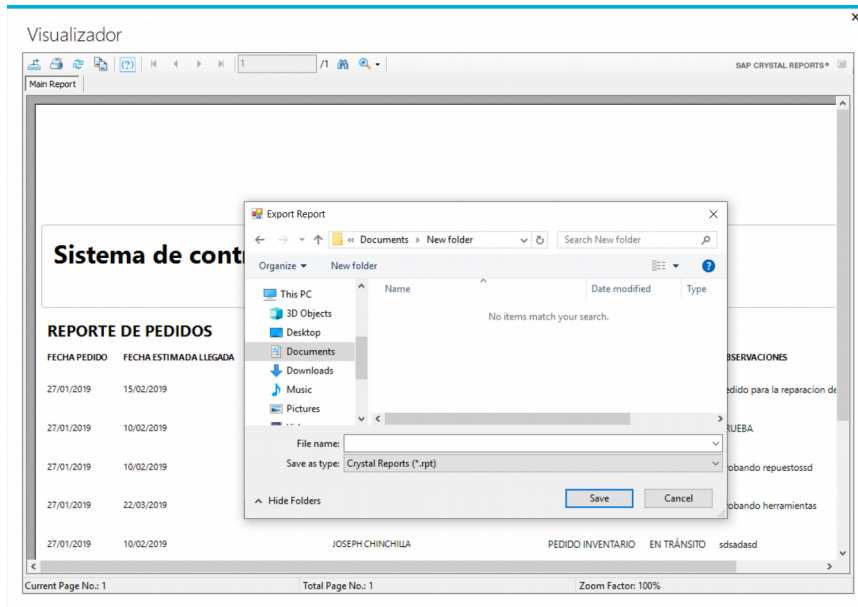 Visualizador
1 /1 SAP CRYSTAL REPORTS®
Main Report
Export Report
« Documents › New folder Search New folder
Organize New folder
This PC
3D Objects
Desktop
Documents
Downloads
Music
Pictures
Name Date modified Type
No items match your search.
File name:
Save as type: Crystal Reports (*.rpt)
Hide Folders Save Cancel
Sistema de cont
REPORTE DE PEDIDOS
FECHA PEDIDO FECHA ESTIMADA LLEGADA BSERVACIONES
27/01/2019 15/02/2019 edido para la reparacion de
27/01/2019 10/02/2019 RUEBA
27/01/2019 10/02/2019 obando repuestossd
27/01/2019 22/03/2019 obando herramientas
27/01/2019 10/02/2019 JOSEPH CHINCHILLA PEDIDO INVENTARIO EN TRÁNSITO sdsadasd
Current Page No.: 1 Total Page No.: 1 Zoom Factor: 100%